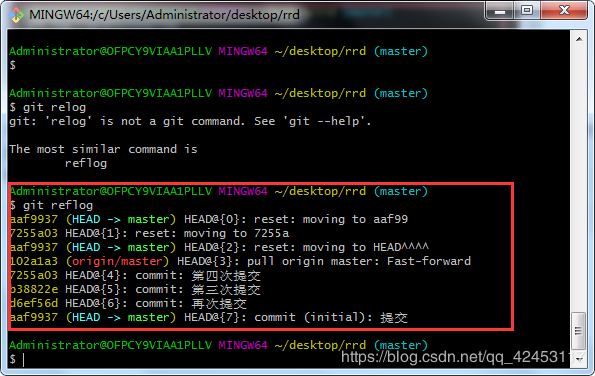 MINGW64:/c/Users/Administrator/desktop/rrd
Administrator@OFPCY9VIAA1PLLV MINGW64 ~/desktop/rrd (master)
$
Administrator@OFPCY9VIAA1PLLV MINGW64 ~/desktop/rrd (master)
$ git relog
git: 'relog' is not a git command. See 'git --help'.
The most similar command is
reflog
Administrator@OFPCY9VIAA1PLLV MINGW64 ~/desktop/rrd (master)
$ git reflog
aaf9937 (HEAD -> master) HEAD@{0}: reset: moving to aaf99
7255a03 HEAD@{1}: reset: moving to 7255a
aaf9937 (HEAD -> master) HEAD@{2}: reset: moving to HEAD^^^^
102a1a3 (origin/master) HEAD@{3}: pull origin master: Fast-forward
7255a03 HEAD@{4}: commit: 第四次提交
b38822e HEAD@{5}: commit: 第三次提交
d6ef56d HEAD@{6}: commit: 再次提交
aaf9937 (HEAD -> master) HEAD@{7}: commit (initial): 提交
Administrator@OFPCY9VIAA1PLLV MINGW64 ~/desktop/rrd (master)
$